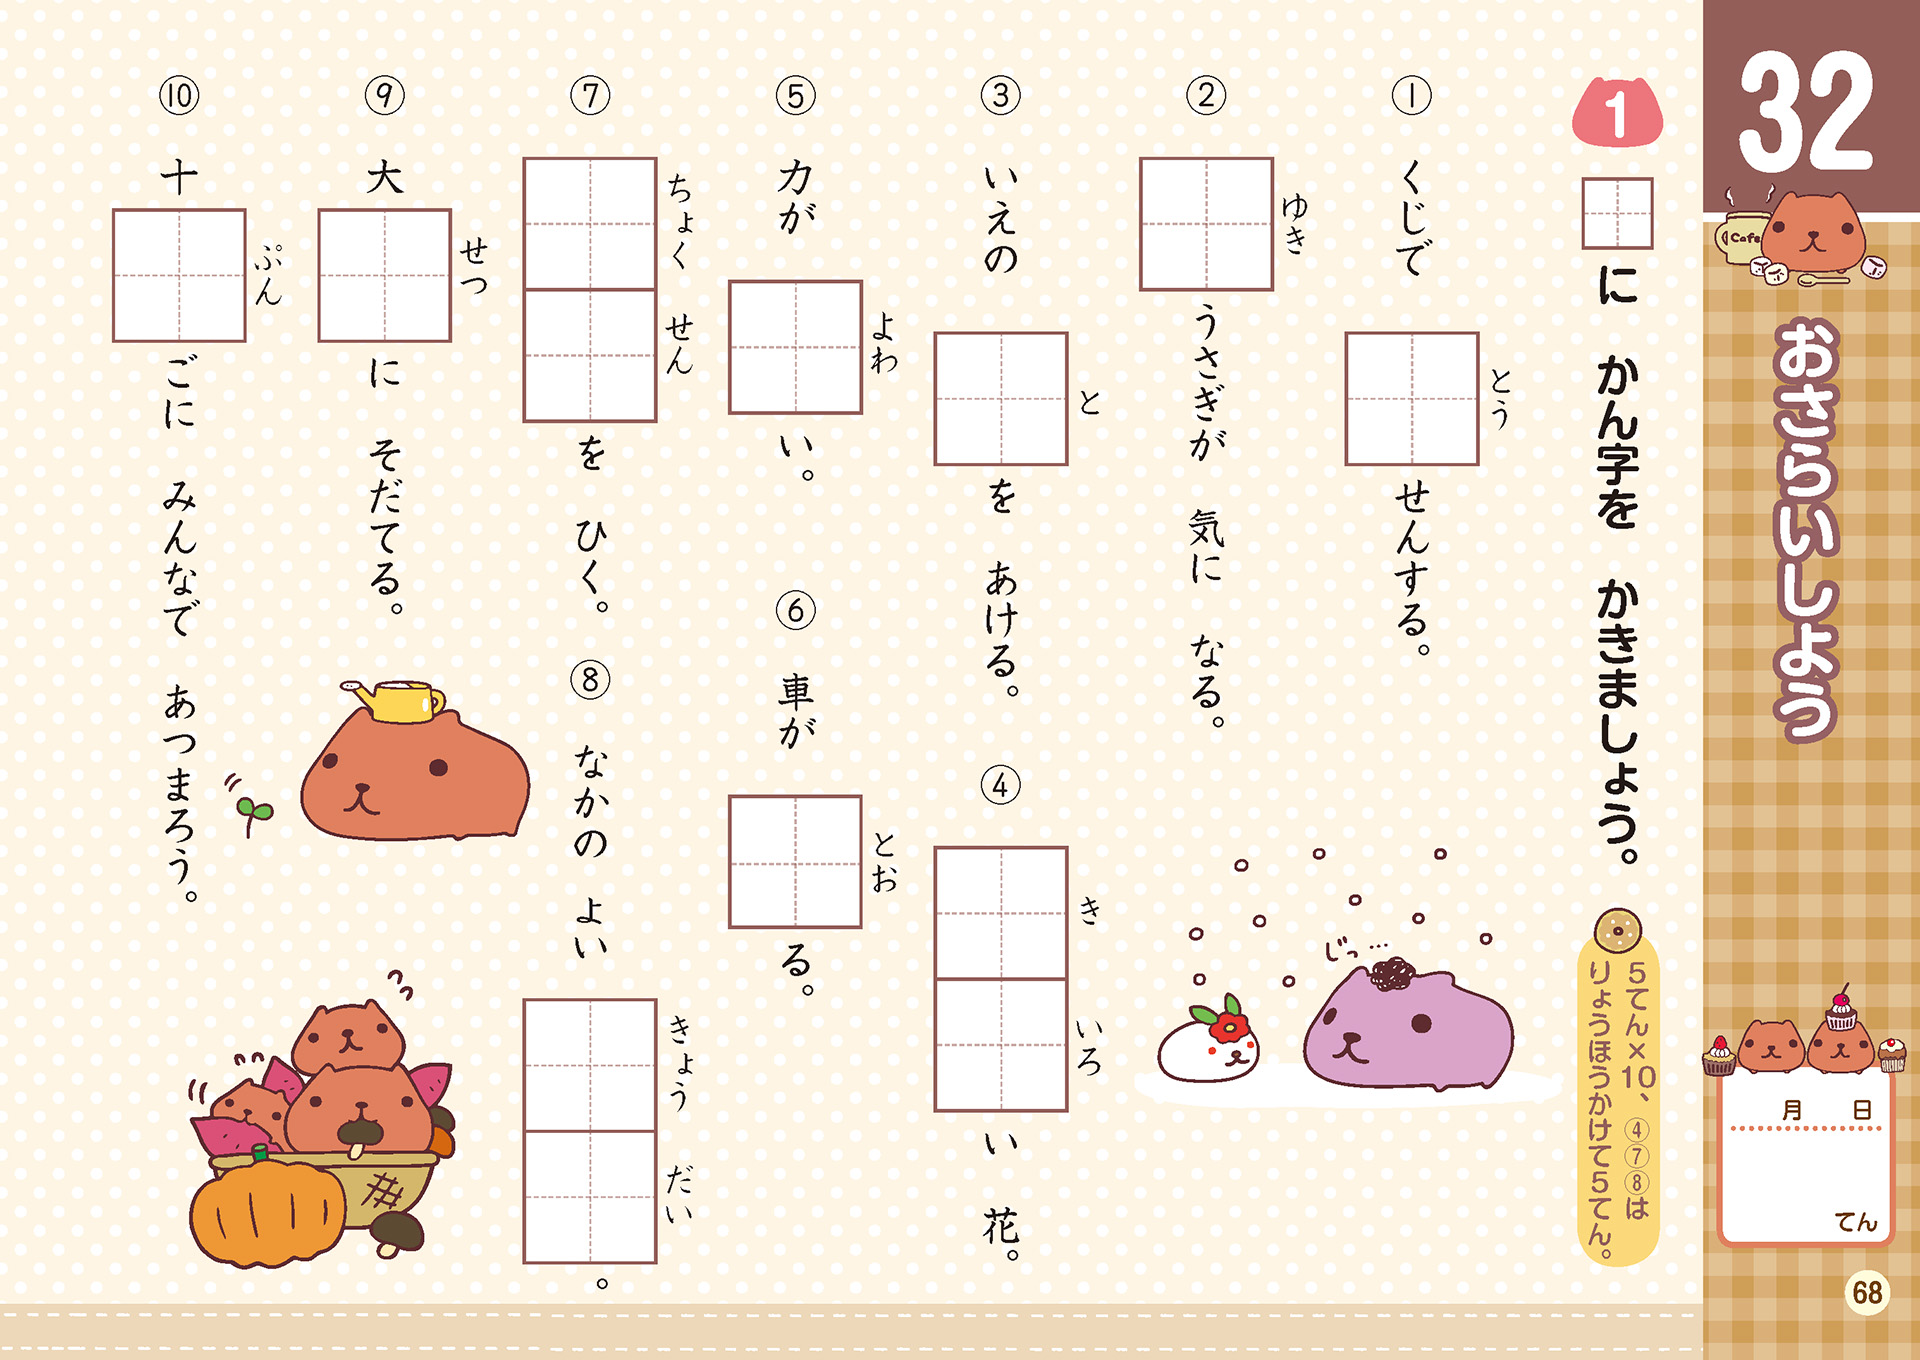 32
おさらいしよう
Cafe
月 日
てん
68
1
に かん字を かきましょう。
5てん×10、④⑦⑧は
りょうほうかけて5てん。
① くじで
とう
せんする。
②
ゆき
うさぎが 気に なる。
③ いえの
と
を あける。
④
き
いろ
い 花。
⑤ 力が
よわ
い。
⑥ 車が
とお
る。
⑦
ちょく
せん
を ひく。
⑧ なかの よい
きょう
だい
。
⑨ 大
せつ
に そだてる。
⑩ 十
ぷん
ごに みんなで あつまろう。
じっ…